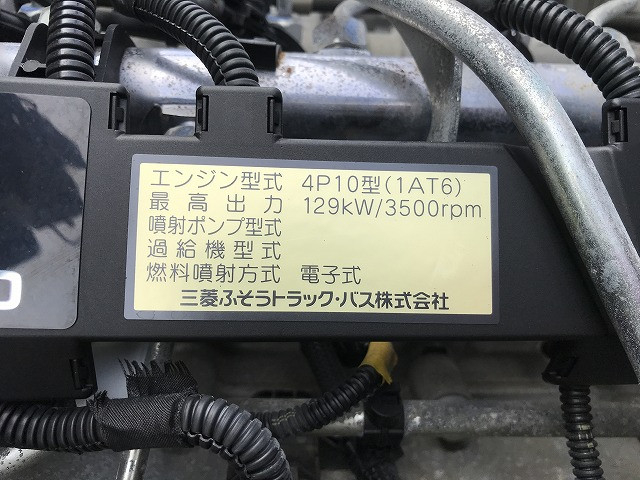 エンジン型式 4P10型(1AT6)
最高出力 129kW/3500rpm
噴射ポンプ型式
過給機型式
燃料噴射方式 電子式
三菱ふそうトラック・バス株式会社